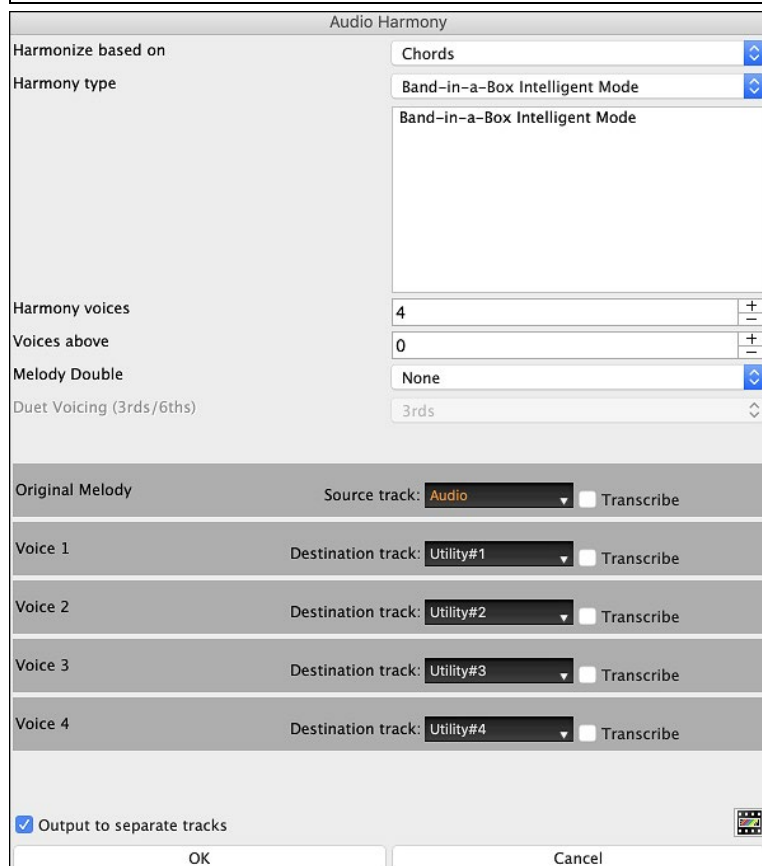 Audio Harmony
Harmonize based on Chords
Harmony type Band-in-a-Box Intelligent Mode
Band-in-a-Box Intelligent Mode
Harmony voices 4 + −
Voices above 0 + −
Melody Double None
Duet Voicing (3rds/6ths) 3rds
Original Melody Source track: Audio Transcribe
Voice 1 Destination track: Utility#1 Transcribe
Voice 2 Destination track: Utility#2 Transcribe
Voice 3 Destination track: Utility#3 Transcribe
Voice 4 Destination track: Utility#4 Transcribe
Output to separate tracks
OK Cancel